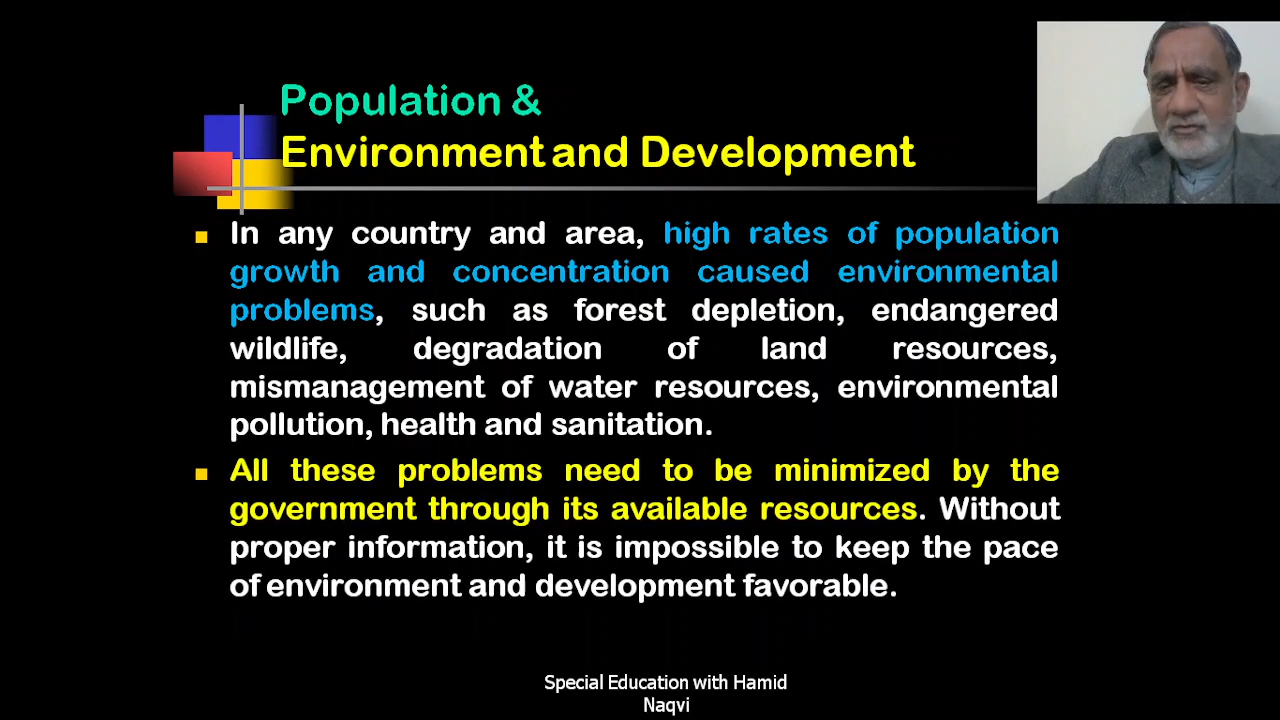 Population &
Environment and Development
In any country and area, high rates of population
growth and concentration caused environmental
problems, such as forest depletion, endangered
wildlife, degradation of land resources,
mismanagement of water resources, environmental
pollution, health and sanitation.
All these problems need to be minimized by the
government through its available resources. Without
proper information, it is impossible to keep the pace
of environment and development favorable.
Special Education with Hamid
Naqvi